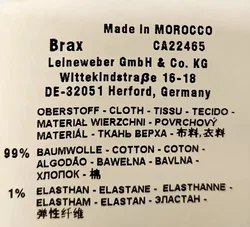 Made in MOROCCO
Brax CA22465
Leineweber GmbH & Co. KG
Wittekindstraße 16-18
DE-32051 Herford, Germany
OBERSTOFF - CLOTH - TISSU - TECIDO -
MATERIAŁ WIERZCHNI - POVRCHOVÝ
MATERIÁL - ТКАНЬ ВЕРХА - 布料,衣料
99% BAUMWOLLE - COTTON - COTON -
ALGODÃO - BAWEŁNA - BAVLNA -
ХЛОПОК - 棉
1% ELASTHAN - ELASTANE - ELASTHANNE -
ELASTHAM - ELASTAN - ЭЛАСТАН -
弹性纤维